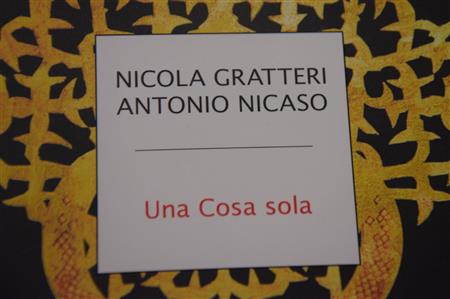 NICOLA GRATTERI
ANTONIO NICASO
Una Cosa sola